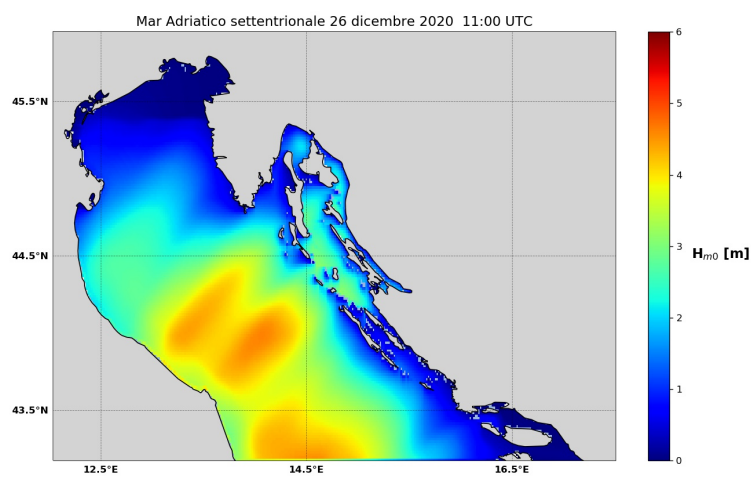 Mar Adriatico settentrionale 26 dicembre 2020  11:00 UTC
45.5°N
44.5°N
43.5°N
12.5°E
14.5°E
16.5°E
6
5
4
3
2
1
0
Hm0 [m]